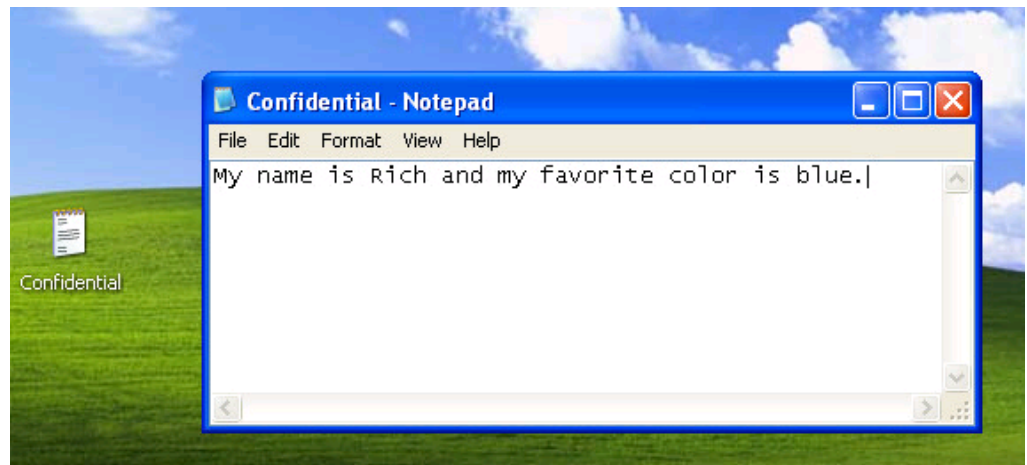 Confidential - Notepad
File Edit Format View Help
My name is Rich and my favorite color is blue.
Confidential